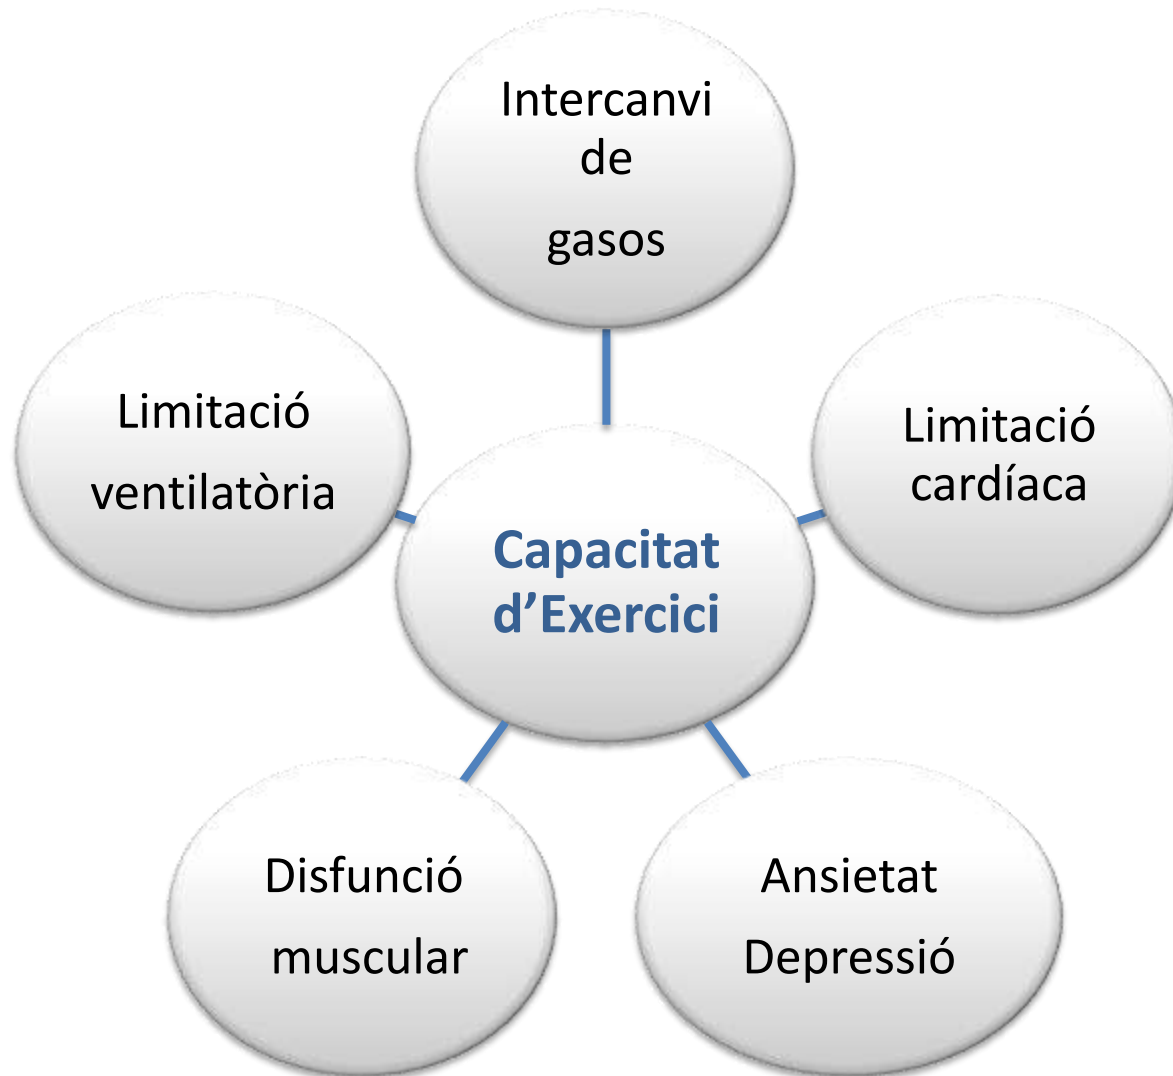 Intercanvi
de
gasos
Limitació
ventilatòria
Limitació
cardíaca
Capacitat
d’Exercici
Disfunció
muscular
Ansietat
Depressió